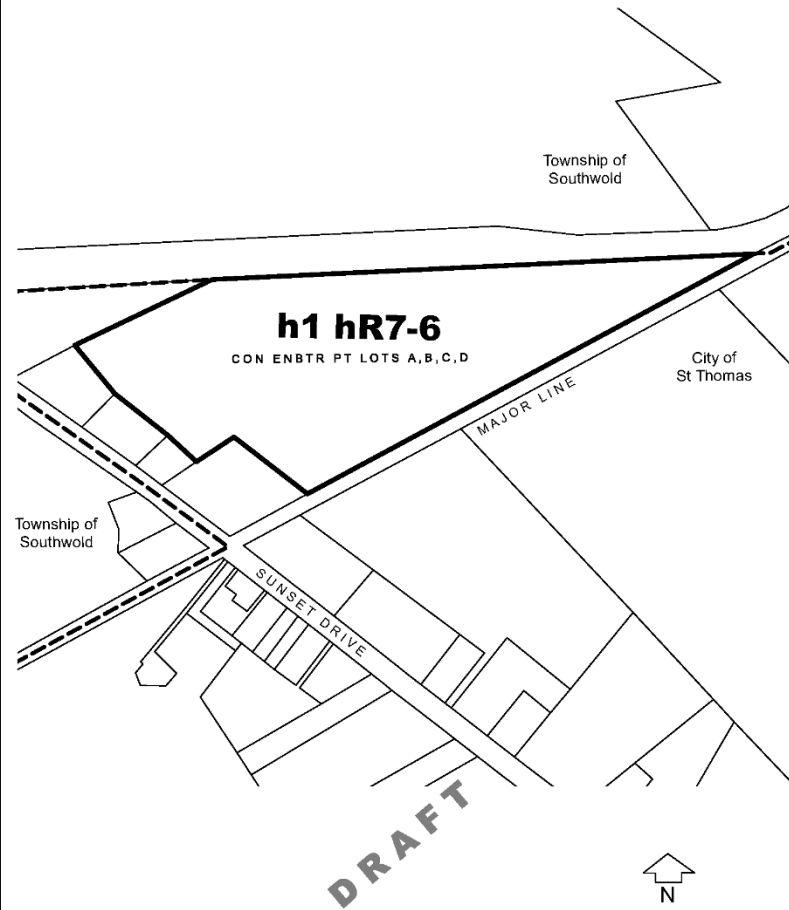 Township of
Southwold
h1 hR7-6
CON ENBTR PT LOTS A,B,C,D
City of
St Thomas
MAJOR LINE
Township of
Southwold
SUNSET DRIVE
DRAFT
N